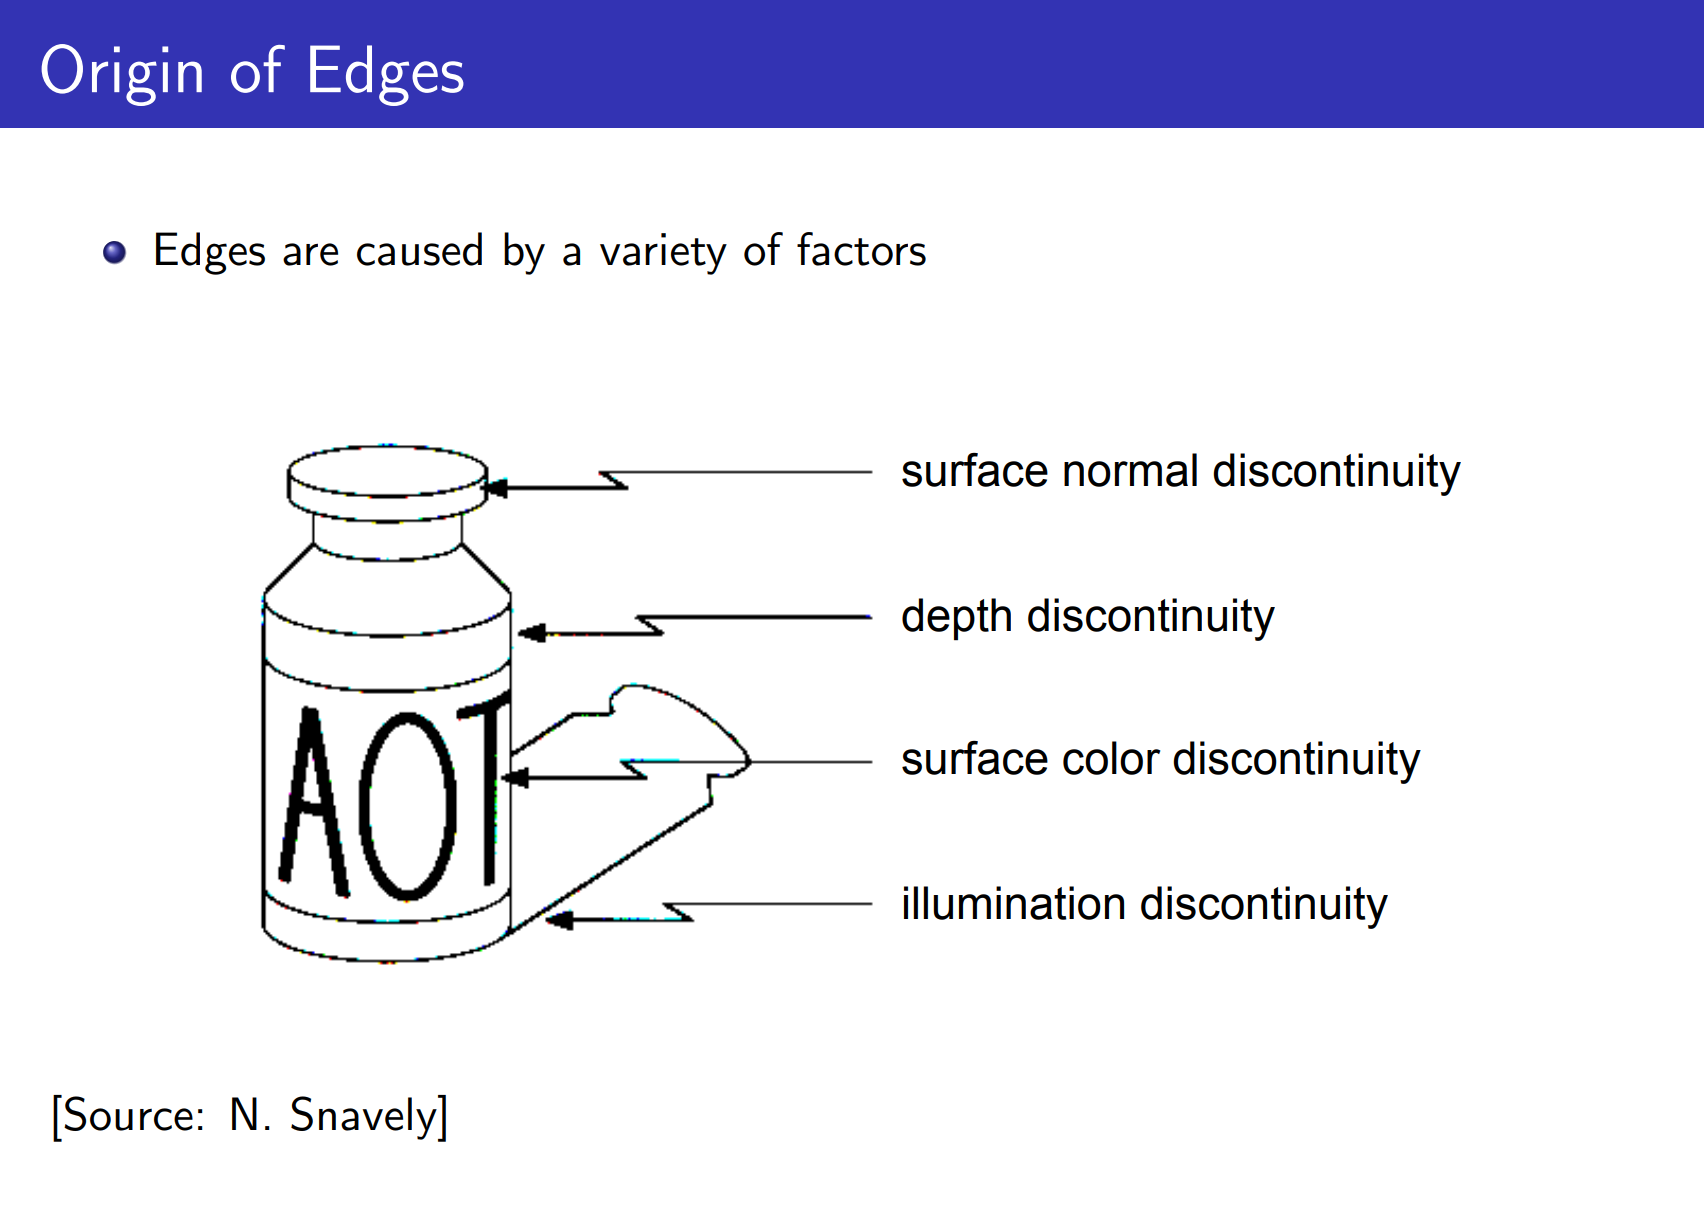 Origin of Edges
Edges are caused by a variety of factors
surface normal discontinuity
depth discontinuity
AOT
surface color discontinuity
illumination discontinuity
[Source: N. Snavely]